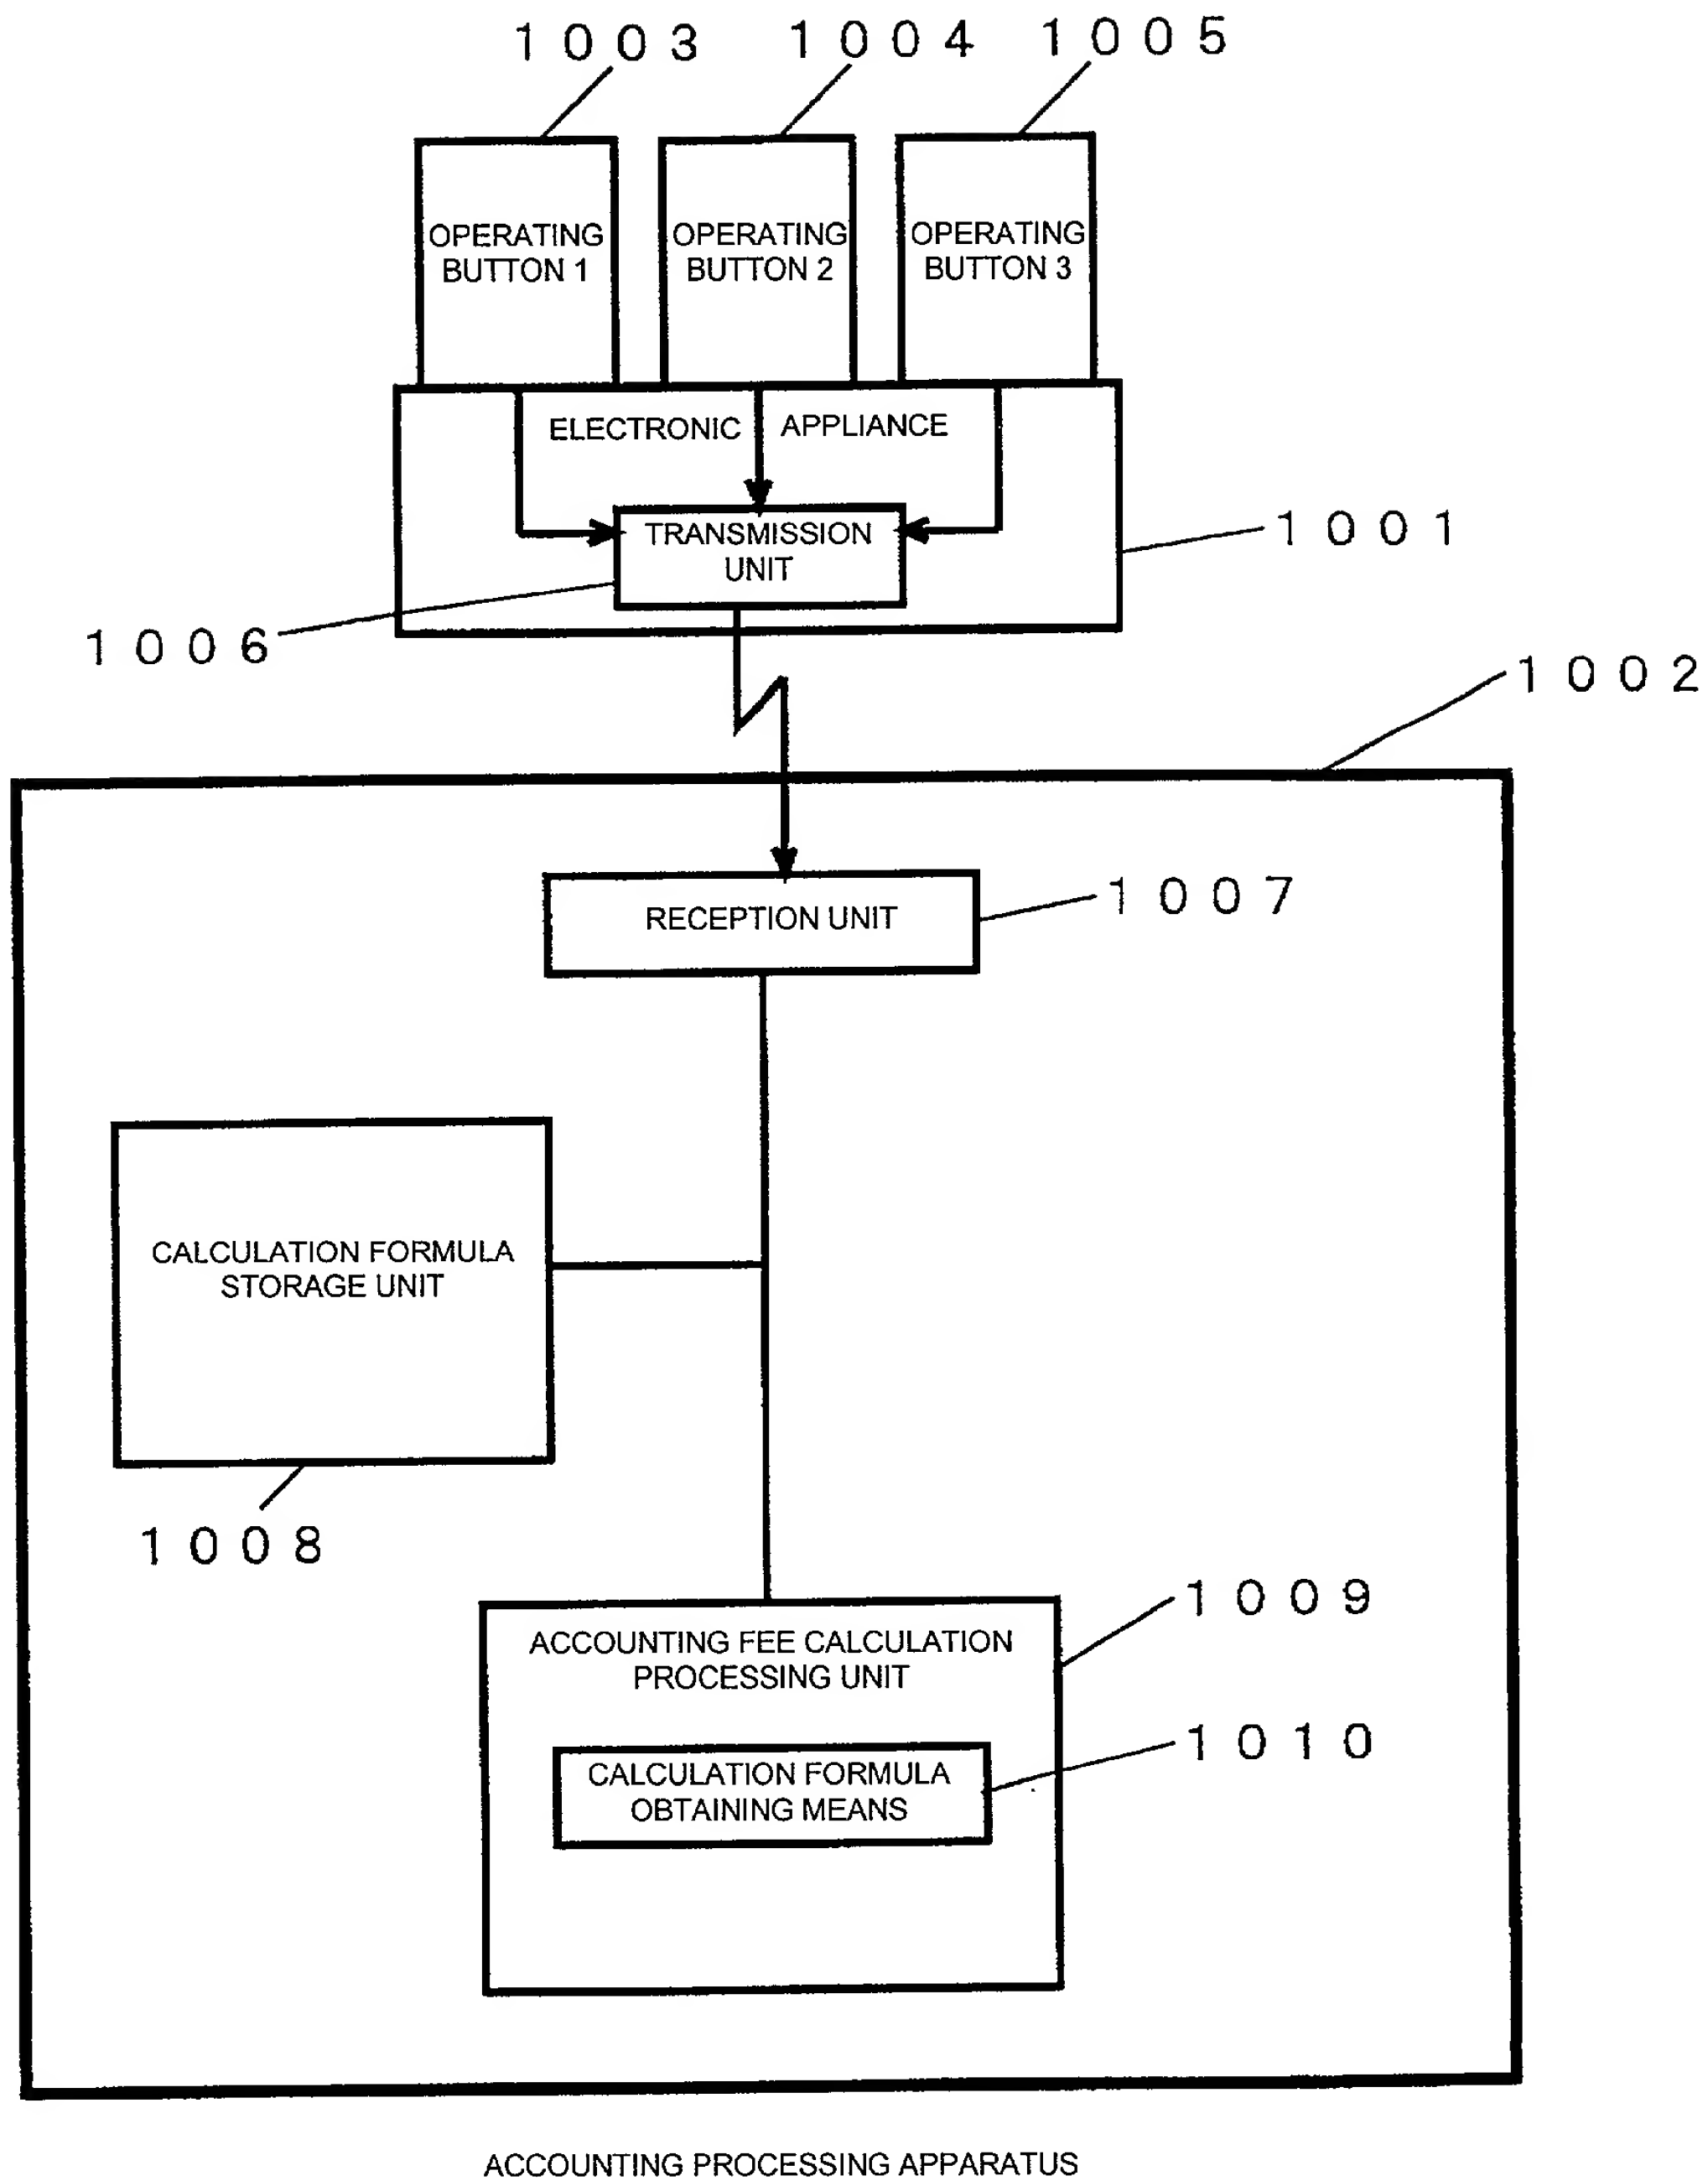 1003 1004 1005
OPERATING BUTTON 1
OPERATING BUTTON 2
OPERATING BUTTON 3
ELECTRONIC APPLIANCE
TRANSMISSION
UNIT
1001
1006
1002
RECEPTION UNIT
1007
CALCULATION FORMULA
STORAGE UNIT
1008
1009
ACCOUNTING FEE CALCULATION
PROCESSING UNIT
1010
CALCULATION FORMULA
OBTAINING MEANS
ACCOUNTING PROCESSING APPARATUS